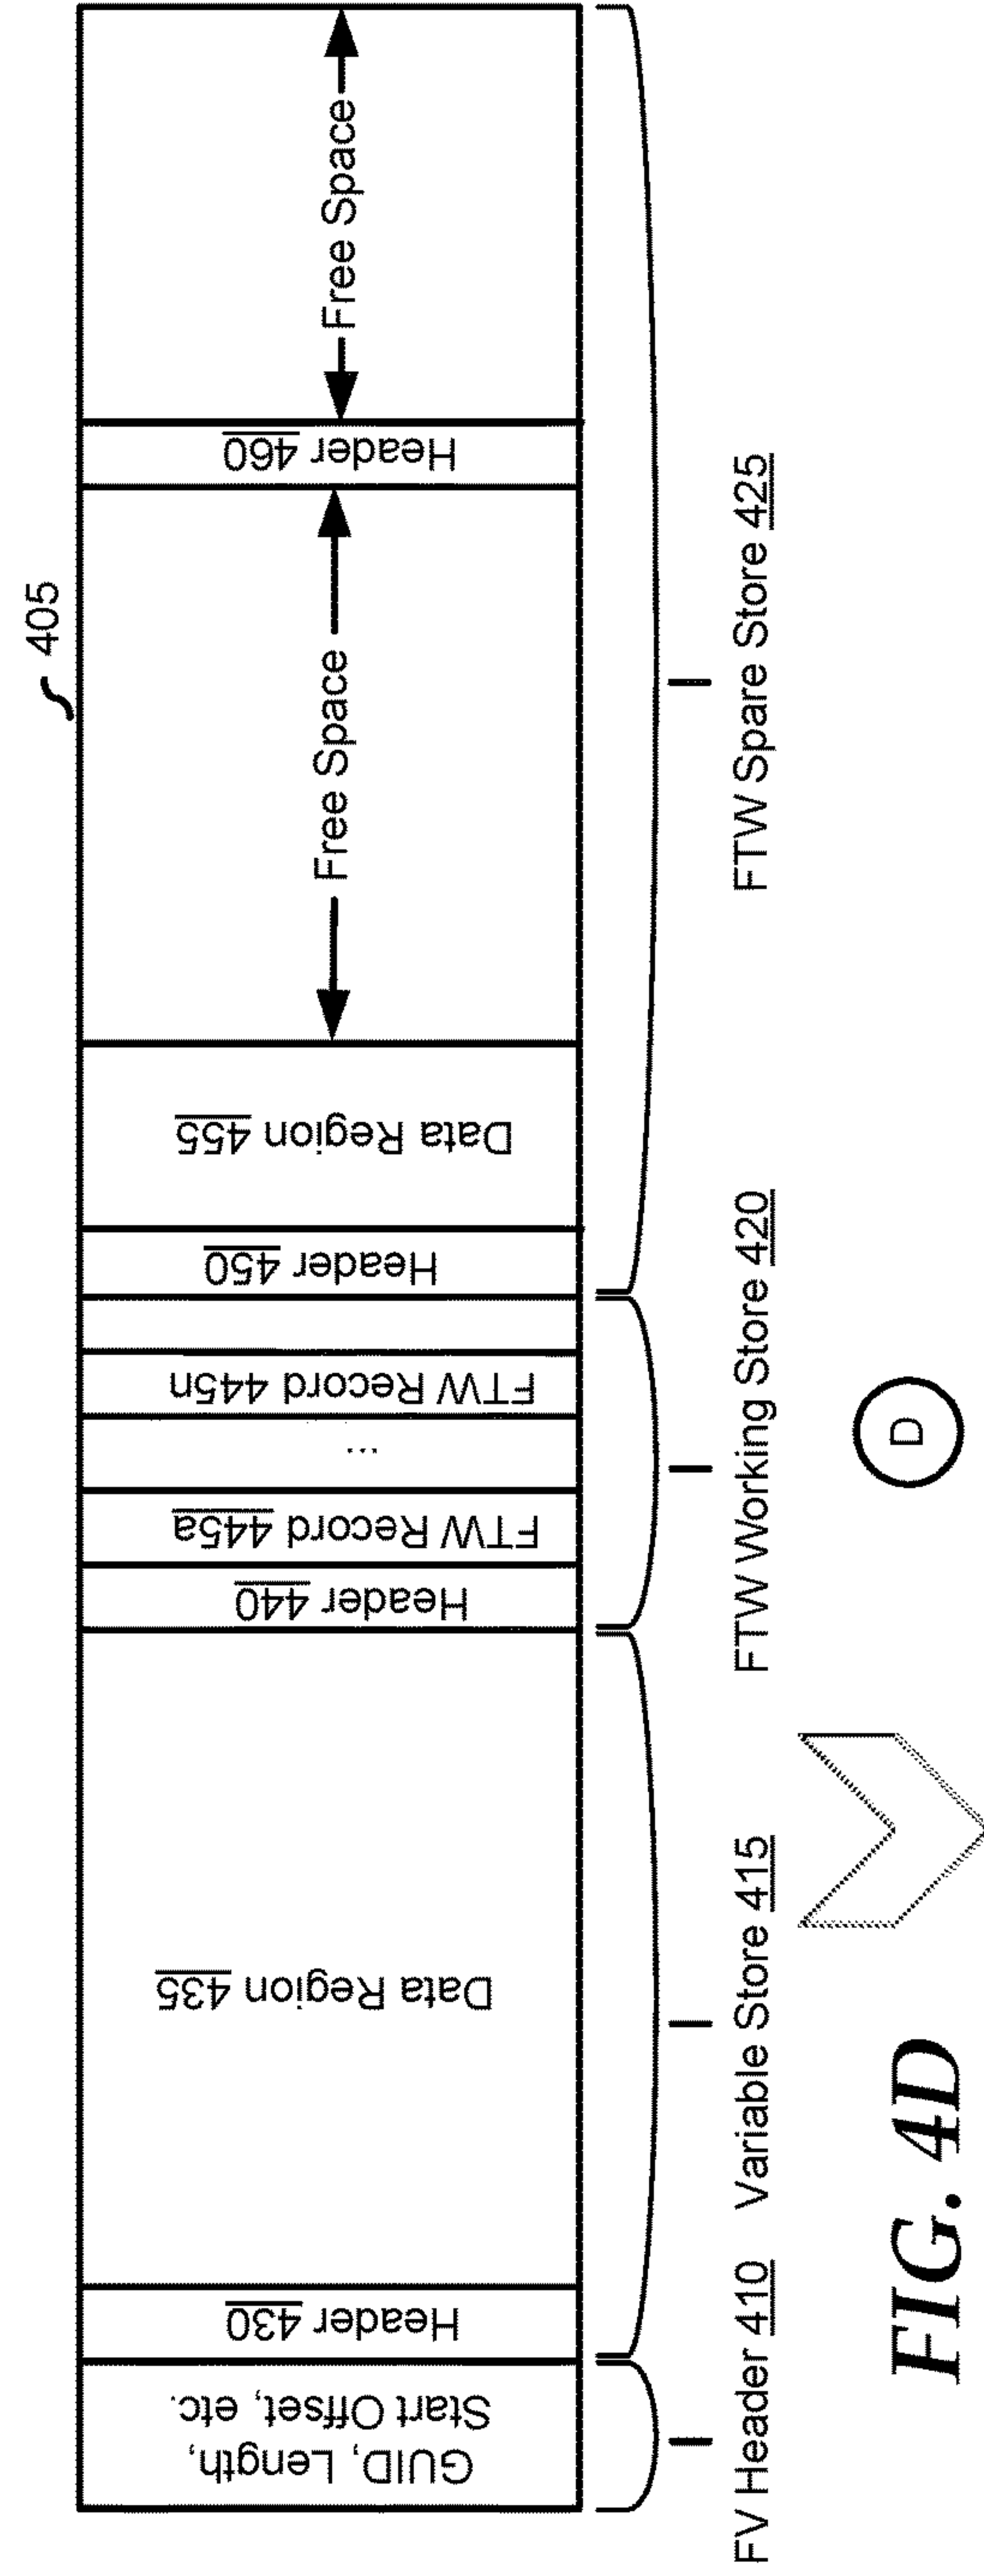 405
GUID, Length,
Start Offset, etc.
Header 430
Data Region 435
Header 440
FTW Record 445a
...
FTW Record 445n
Header 450
Data Region 455
Free Space
Header 460
Free Space
FV Header 410
Variable Store 415
FTW Working Store 420
FTW Spare Store 425
D
FIG. 4D